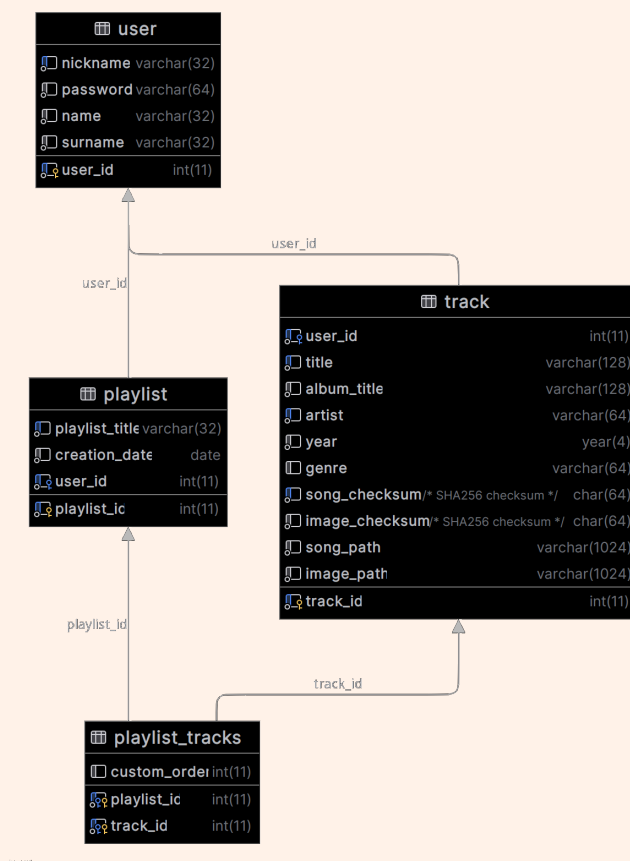 user
nickname varchar(32)
password varchar(64)
name varchar(32)
surname varchar(32)
user_id int(11)
user_id
user_id
track
user_id int(11)
title varchar(128)
album_title varchar(128)
artist varchar(64)
year year(4)
genre varchar(64)
song_checksum /* SHA256 checksum */ char(64)
image_checksum /* SHA256 checksum */ char(64)
song_path varchar(1024)
image_path varchar(1024)
track_id int(11)
playlist
playlist_title varchar(32)
creation_date date
user_id int(11)
playlist_id int(11)
playlist_id
track_id
playlist_tracks
custom_order int(11)
playlist_id int(11)
track_id int(11)